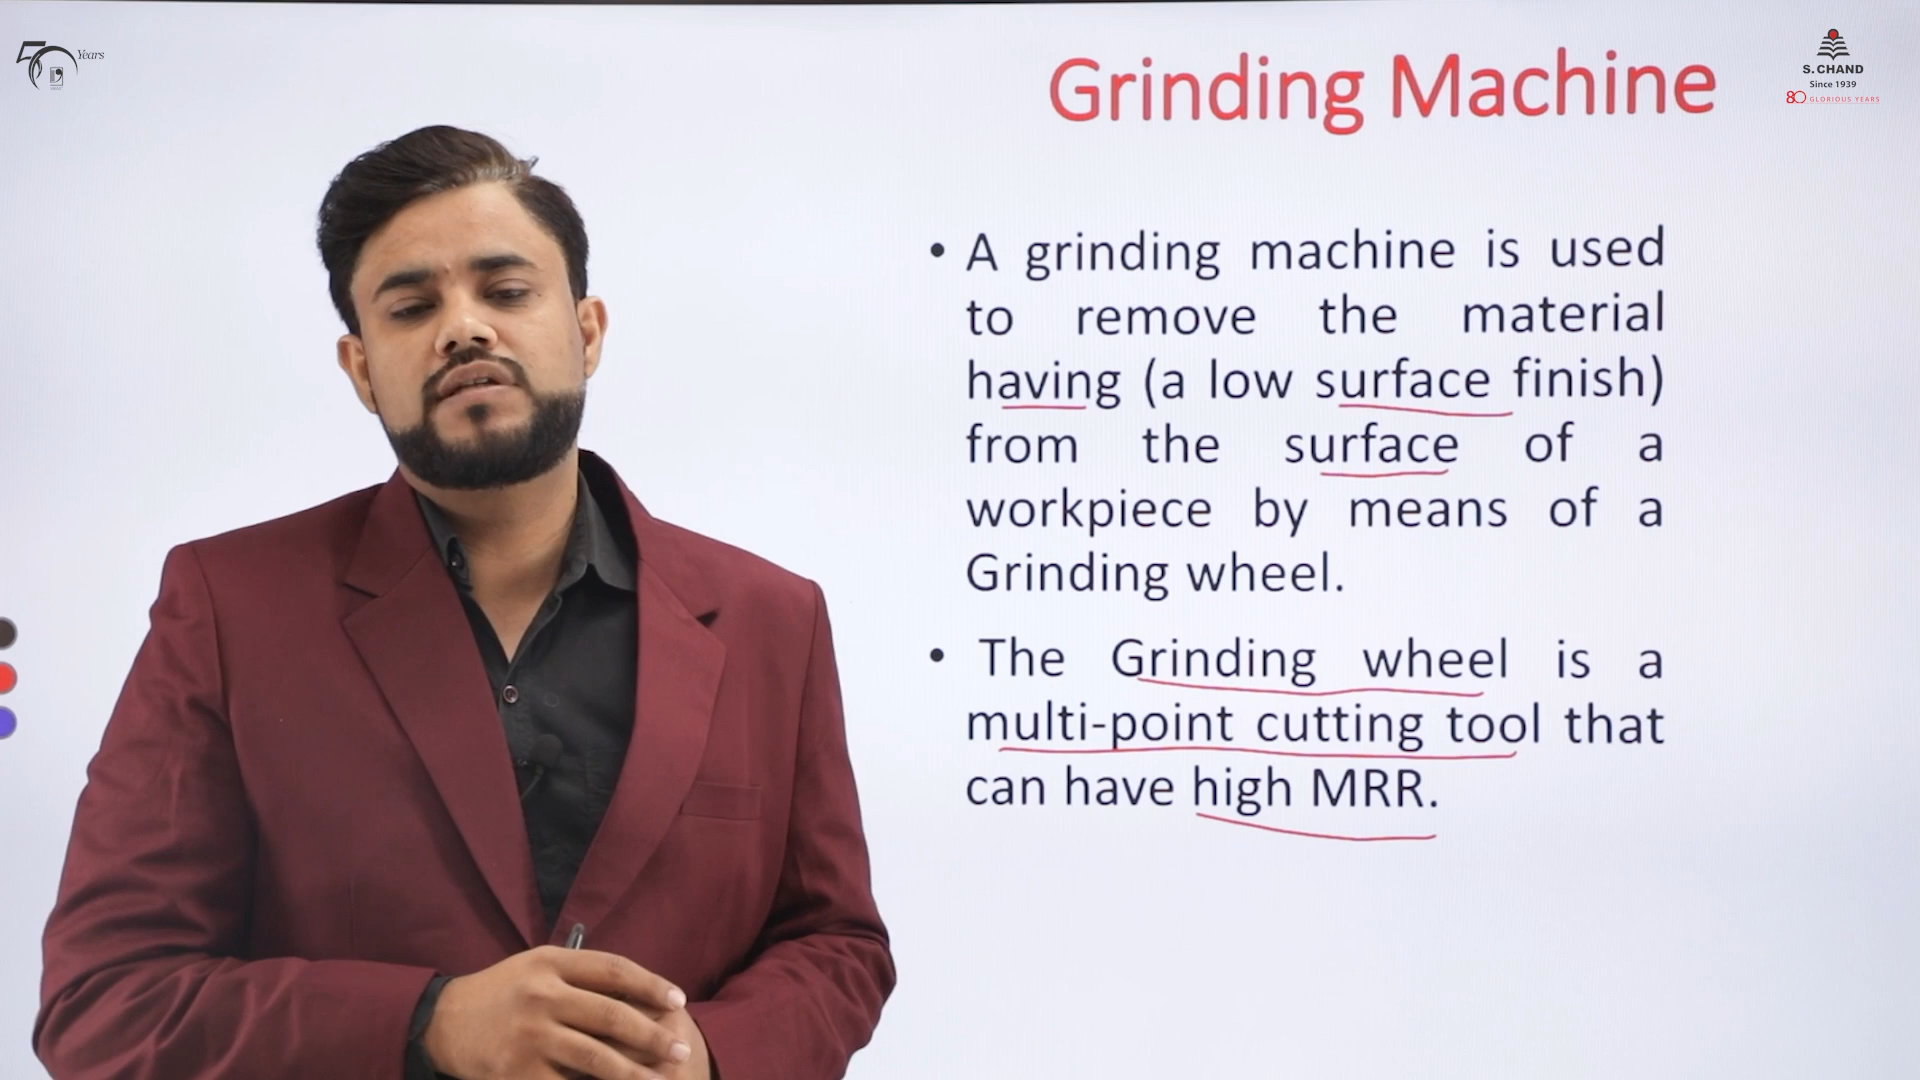 50 Years
Grinding Machine
S. CHAND
Since 1939
80 GLORIOUS YEARS
• A grinding machine is used
to remove the material
having (a low surface finish)
from the surface of a
workpiece by means of a
Grinding wheel.
• The Grinding wheel is a
multi-point cutting tool that
can have high MRR.